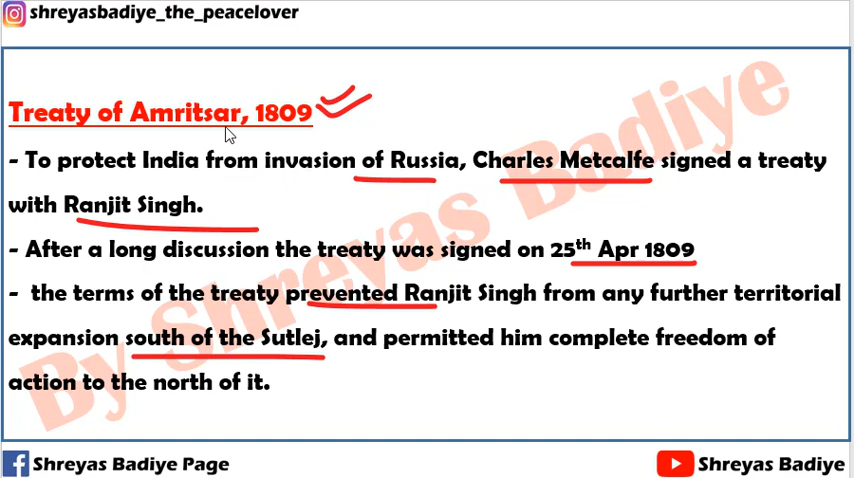 shreyasbadiye_the_peacelover
Treaty of Amritsar, 1809
- To protect India from invasion of Russia, Charles Metcalfe signed a treaty
with Ranjit Singh.
- After a long discussion the treaty was signed on 25th Apr 1809
- the terms of the treaty prevented Ranjit Singh from any further territorial
expansion south of the Sutlej, and permitted him complete freedom of
action to the north of it.
By Shreyas Badiye
Shreyas Badiye Page
Shreyas Badiye